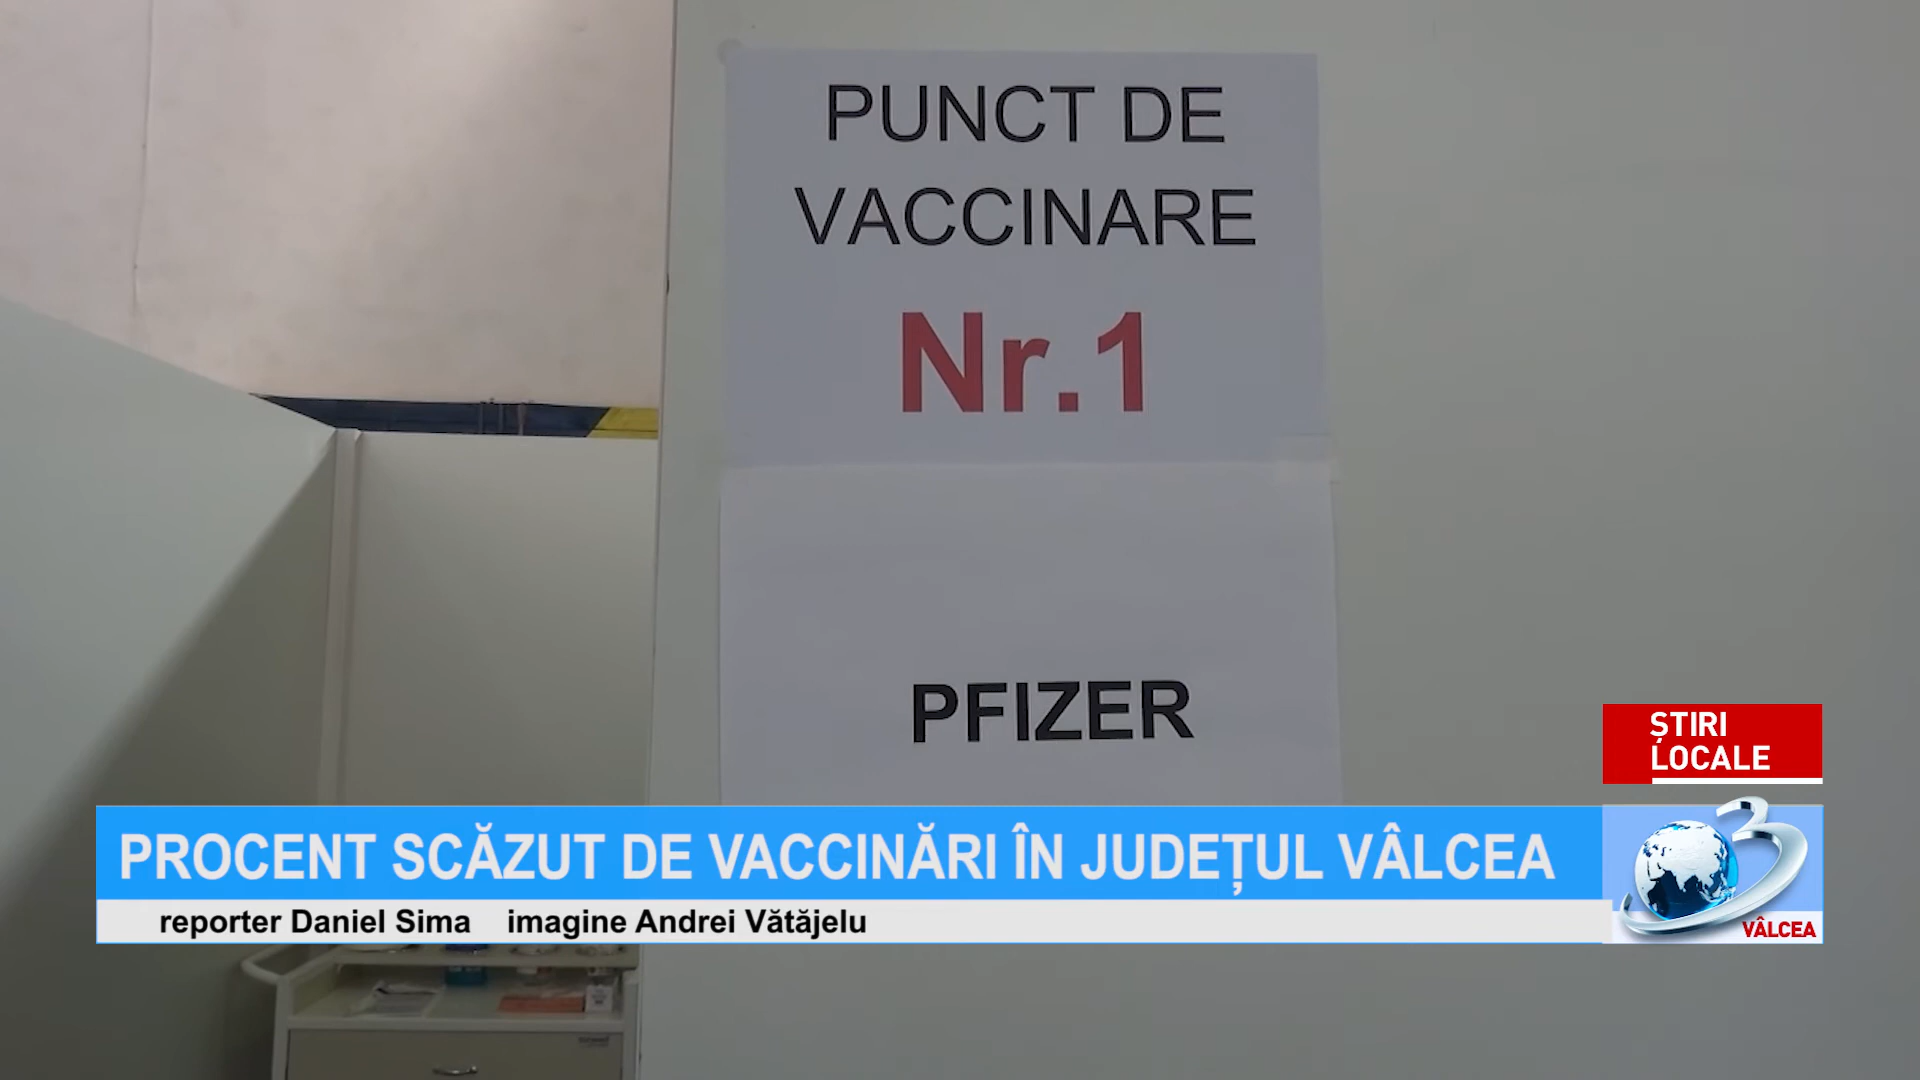 PUNCT DE
VACCINARE
Nr.1
PFIZER
ȘTIRI
LOCALE
PROCENT SCĂZUT DE VACCINĂRI ÎN JUDEȚUL VÂLCEA
reporter Daniel Sima imagine Andrei Vătăjelu
3
VÂLCEA